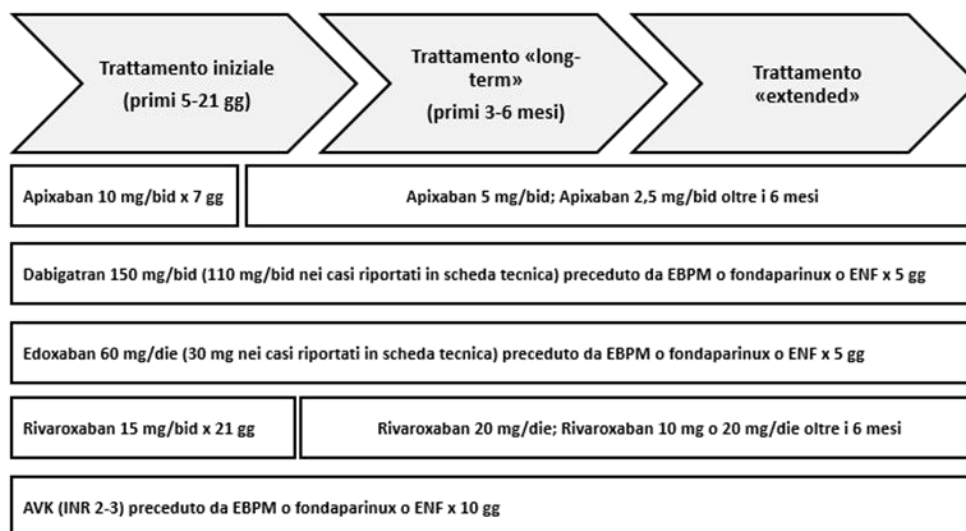 Trattamento iniziale
(primi 5-21 gg)
Trattamento «long-
term»
(primi 3-6 mesi)
Trattamento
«extended»
Apixaban 10 mg/bid x 7 gg
Apixaban 5 mg/bid; Apixaban 2,5 mg/bid oltre i 6 mesi
Dabigatran 150 mg/bid (110 mg/bid nei casi riportati in scheda tecnica) preceduto da EBPM o fondaparinux o ENF x 5 gg
Edoxaban 60 mg/die (30 mg nei casi riportati in scheda tecnica) preceduto da EBPM o fondaparinux o ENF x 5 gg
Rivaroxaban 15 mg/bid x 21 gg
Rivaroxaban 20 mg/die; Rivaroxaban 10 mg o 20 mg/die oltre i 6 mesi
AVK (INR 2-3) preceduto da EBPM o fondaparinux o ENF x 10 gg